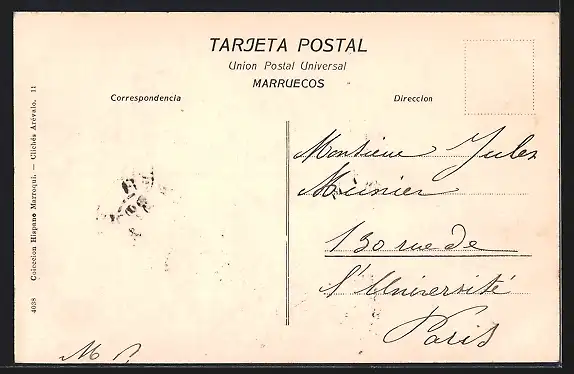 TARJETA POSTAL
Union Postal Universal
MARRUECOS
Correspondencia
Direccion
4038 Coleccion Hispano Marroqui. — Clichés Arévalo. 11
Monsieur Jules
Meunier
130 rue de
l'Université
Paris